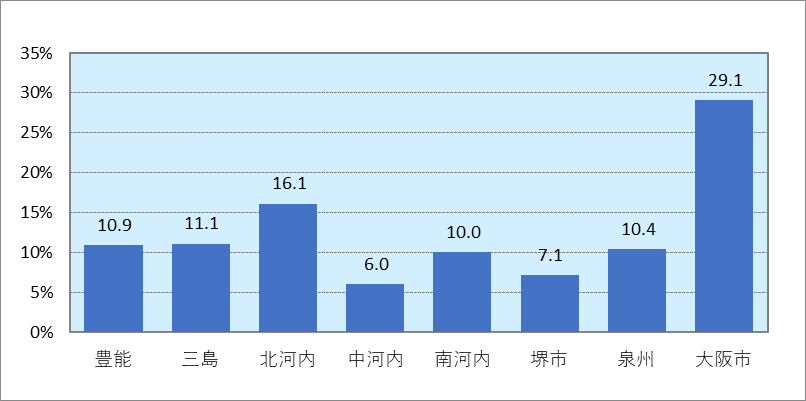 35%
30%
25%
20%
15%
10%
5%
0%
10.9
11.1
16.1
6.0
10.0
7.1
10.4
29.1
豊能
三島
北河内
中河内
南河内
堺市
泉州
大阪市